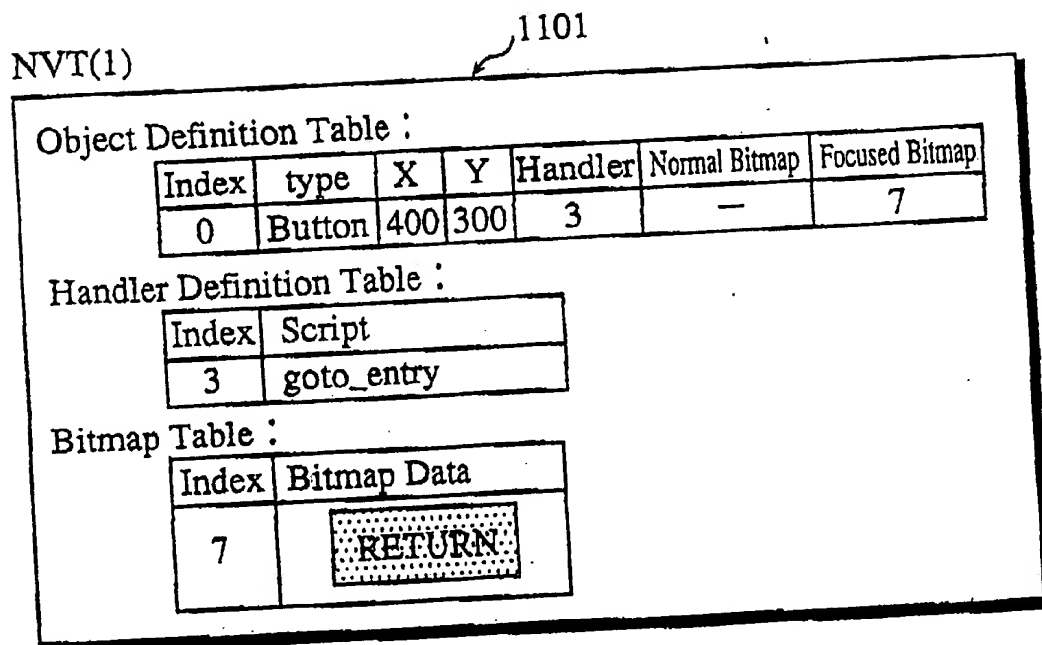 1101
NVT(1)
Object Definition Table :
Index type X Y Handler Normal Bitmap Focused Bitmap
0 Button 400 300 3 — 7
Handler Definition Table :
Index Script
3 goto_entry
Bitmap Table :
Index Bitmap Data
7 RETURN